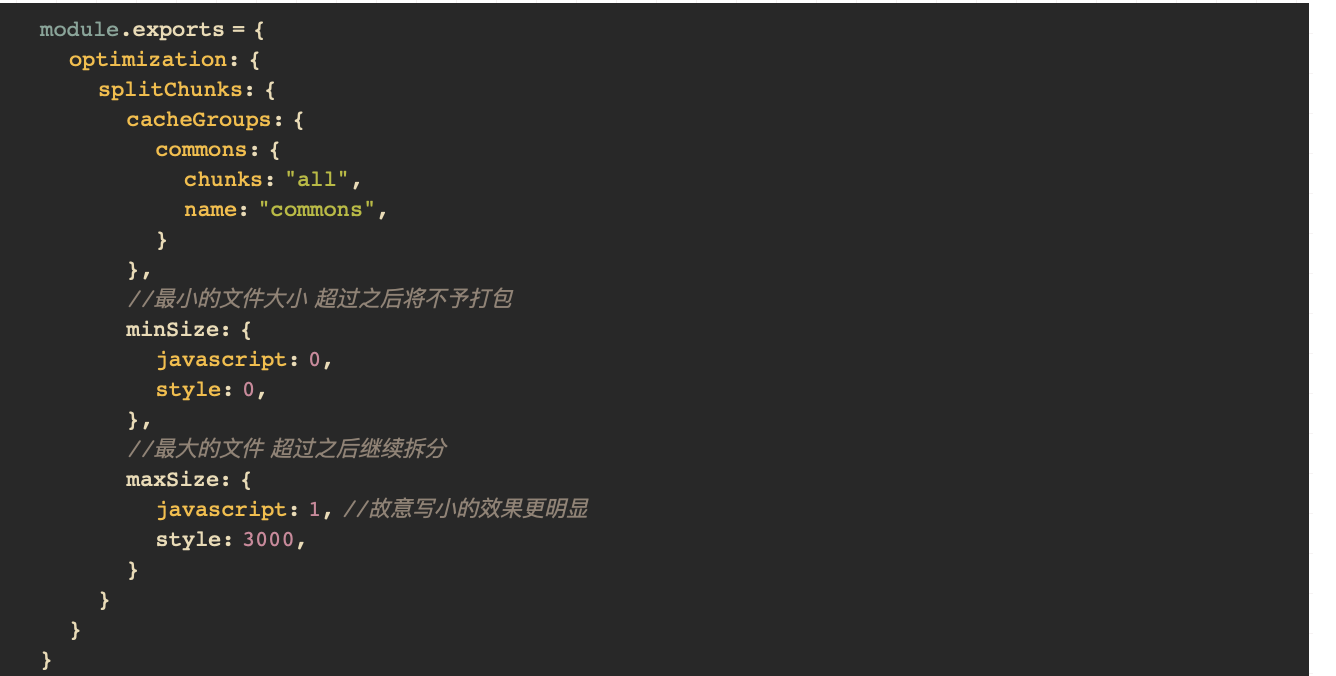 module.exports = {
  optimization: {
    splitChunks: {
      cacheGroups: {
        commons: {
          chunks: "all",
          name: "commons",
        }
      },
      //最小的文件大小 超过之后将不予打包
      minSize: {
        javascript: 0,
        style: 0,
      },
      //最大的文件 超过之后继续拆分
      maxSize: {
        javascript: 1, //故意写小的效果更明显
        style: 3000,
      }
    }
  }
}